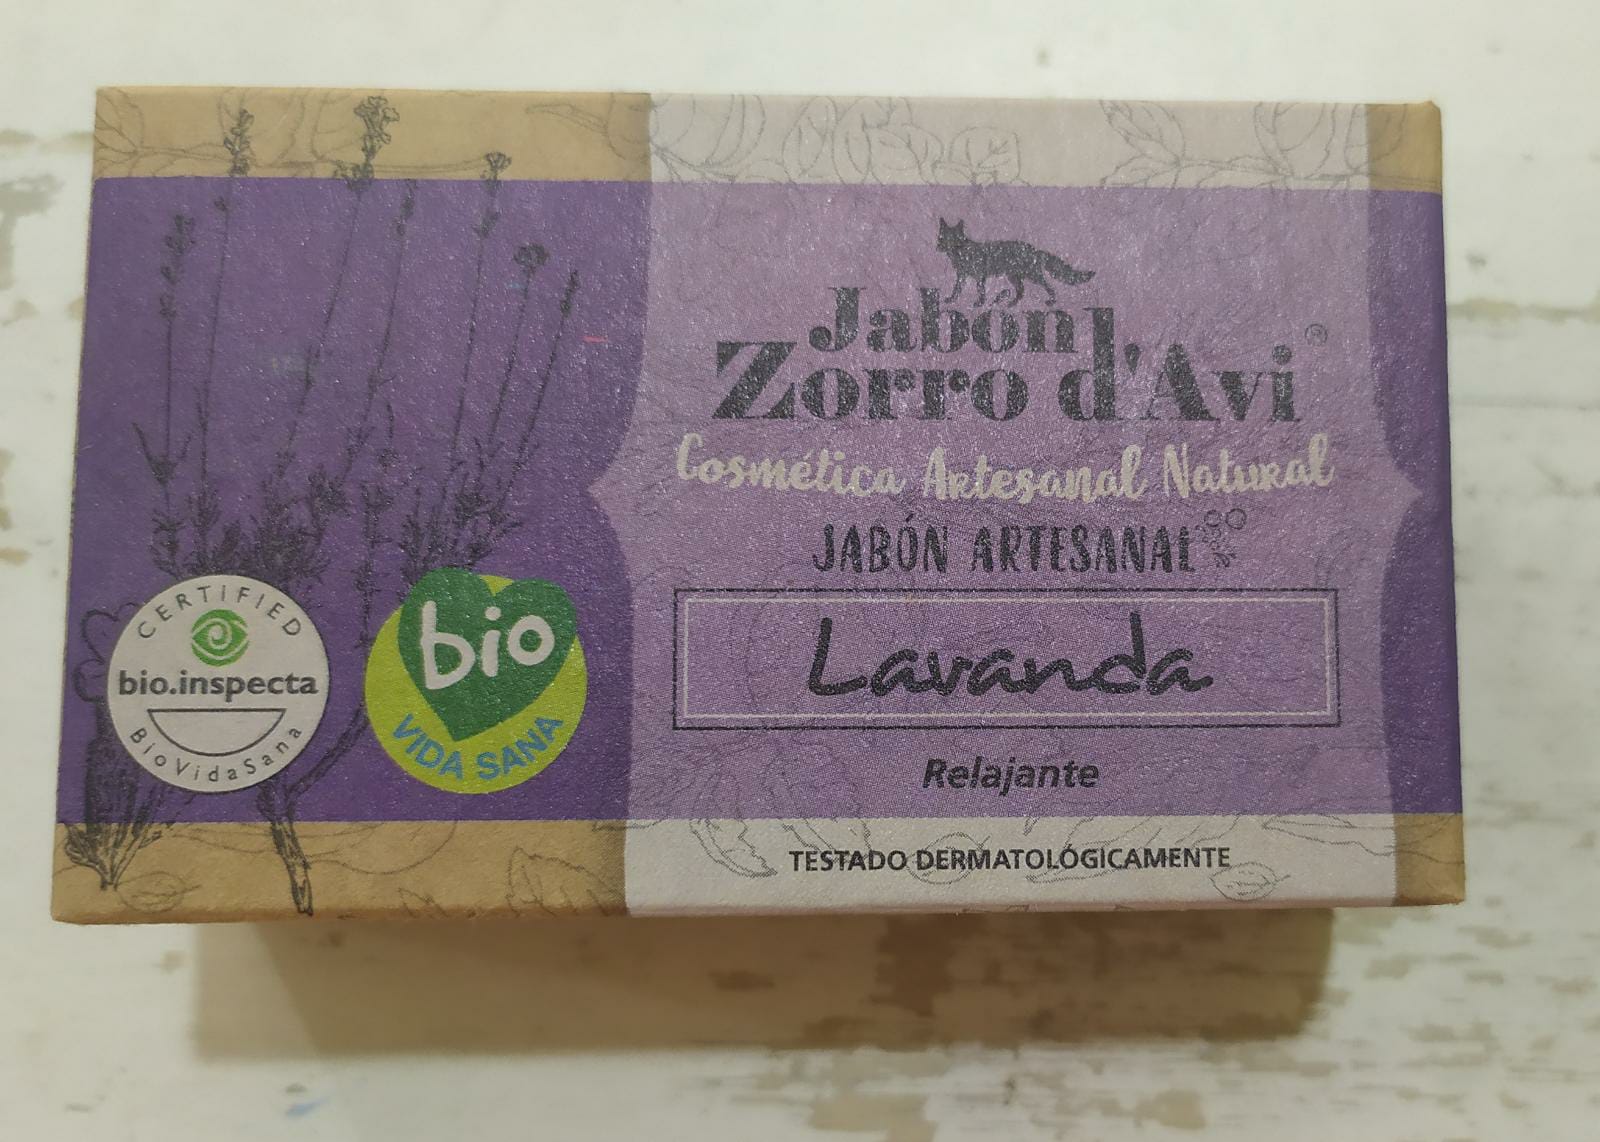 Jabón
Zorro d'Avi®
Cosmética Artesanal Natural
JABÓN ARTESANAL
Lavanda
Relajante
TESTADO DERMATOLÓGICAMENTE
CERTIFIED
bio.inspecta
BioVidaSana
bio
VIDA SANA